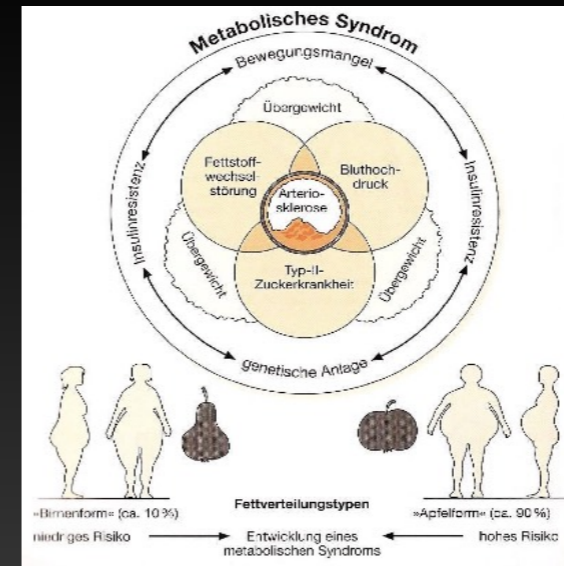 Metabolisches Syndrom
Bewegungsmangel
Übergewicht
Fettstoff-
wechsel-
störung
Bluthoch-
druck
Arterio-
sklerose
Insulinresistenz
Insulinresistenz
Übergewicht
Übergewicht
Typ-II-
Zuckerkrankheit
genetische Anlage
»Birnenform« (ca. 10%)
Fettverteilungstypen
»Apfelform« (ca. 90%)
niedriges Risiko
Entwicklung eines
metabolischen Syndroms
hohes Risiko